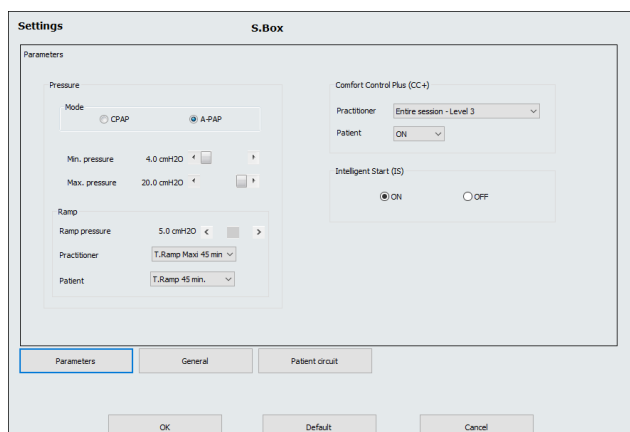 Settings
S.Box
Parameters
Pressure
Mode
CPAP
A-PAP
Min. pressure 4.0 cmH2O
Max. pressure 20.0 cmH2O
Ramp
Ramp pressure 5.0 cmH2O
Practitioner T.Ramp Maxi 45 min
Patient T.Ramp 45 min.
Comfort Control Plus (CC+)
Practitioner Entire session - Level 3
Patient ON
Intelligent Start (IS)
ON
OFF
Parameters
General
Patient circuit
OK
Default
Cancel